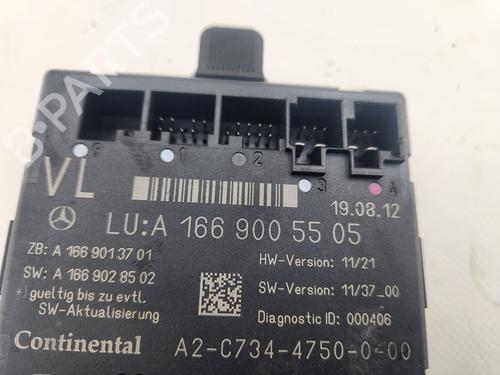 B-PARTS
9 1 2 3 4
VL
19.08.12
LU:A 166 900 55 05
ZB: A 166 901 37 01
HW-Version: 11/21
SW: A 166 902 85 02
*) gueltig bis zu evtl.
SW-Version: 11/37_00
SW-Aktualisierung
Diagnostic ID: 000406
Continental
A2-C734-4750-0-00